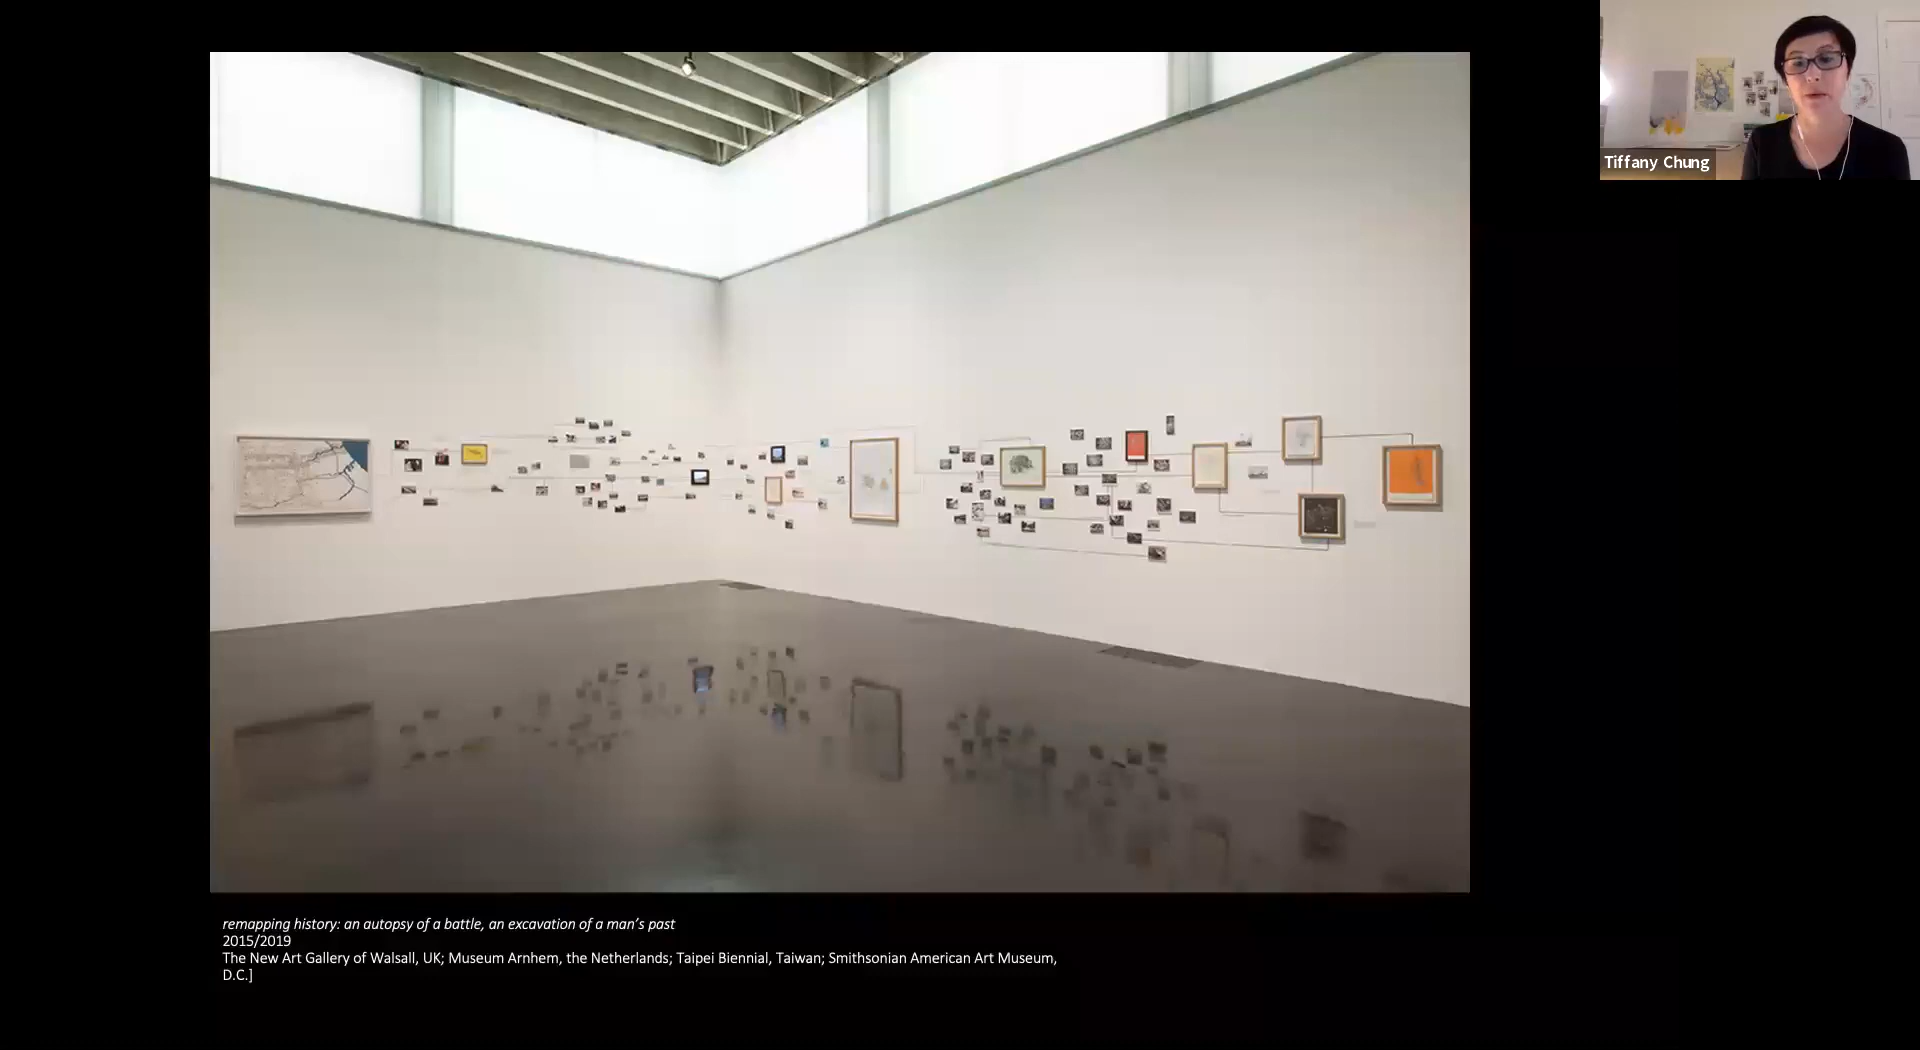 Tiffany Chung
remapping history: an autopsy of a battle, an excavation of a man’s past
2015/2019
The New Art Gallery of Walsall, UK; Museum Arnhem, the Netherlands; Taipei Biennial, Taiwan; Smithsonian American Art Museum,
D.C.]